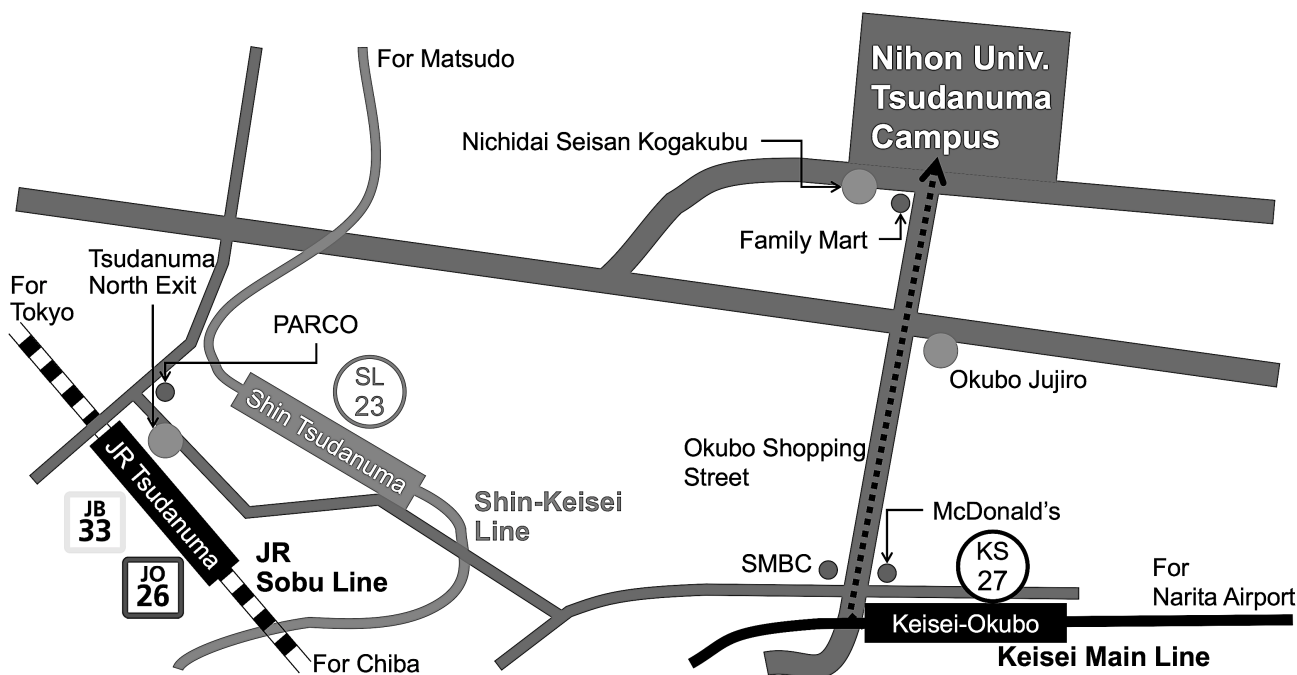 For Matsudo
Nihon Univ.
Tsudanuma
Campus
Nichidai Seisan Kogakubu
Family Mart
Tsudanuma
North Exit
For
Tokyo
PARCO
SL
23
Shin Tsudanuma
Okubo Jujiro
Okubo Shopping
Street
JR Tsudanuma
JB
33
JO
26
Shin-Keisei
Line
JR
Sobu Line
McDonald's
SMBC
KS
27
For
Narita Airport
Keisei-Okubo
Keisei Main Line
For Chiba